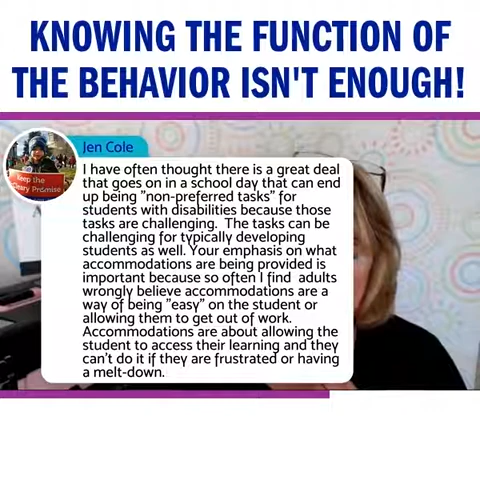 KNOWING THE FUNCTION OF
THE BEHAVIOR ISN'T ENOUGH!
Jen Cole
Keep the
Cleary Promise
I have often thought there is a great deal
that goes on in a school day that can end
up being "non-preferred tasks" for
students with disabilities because those
tasks are challenging. The tasks can be
challenging for typically developing
students as well. Your emphasis on what
accommodations are being provided is
important because so often I find adults
wrongly believe accommodations are a
way of being "easy" on the student or
allowing them to get out of work.
Accommodations are about allowing the
student to access their learning and they
can't do it if they are frustrated or having
a melt-down.